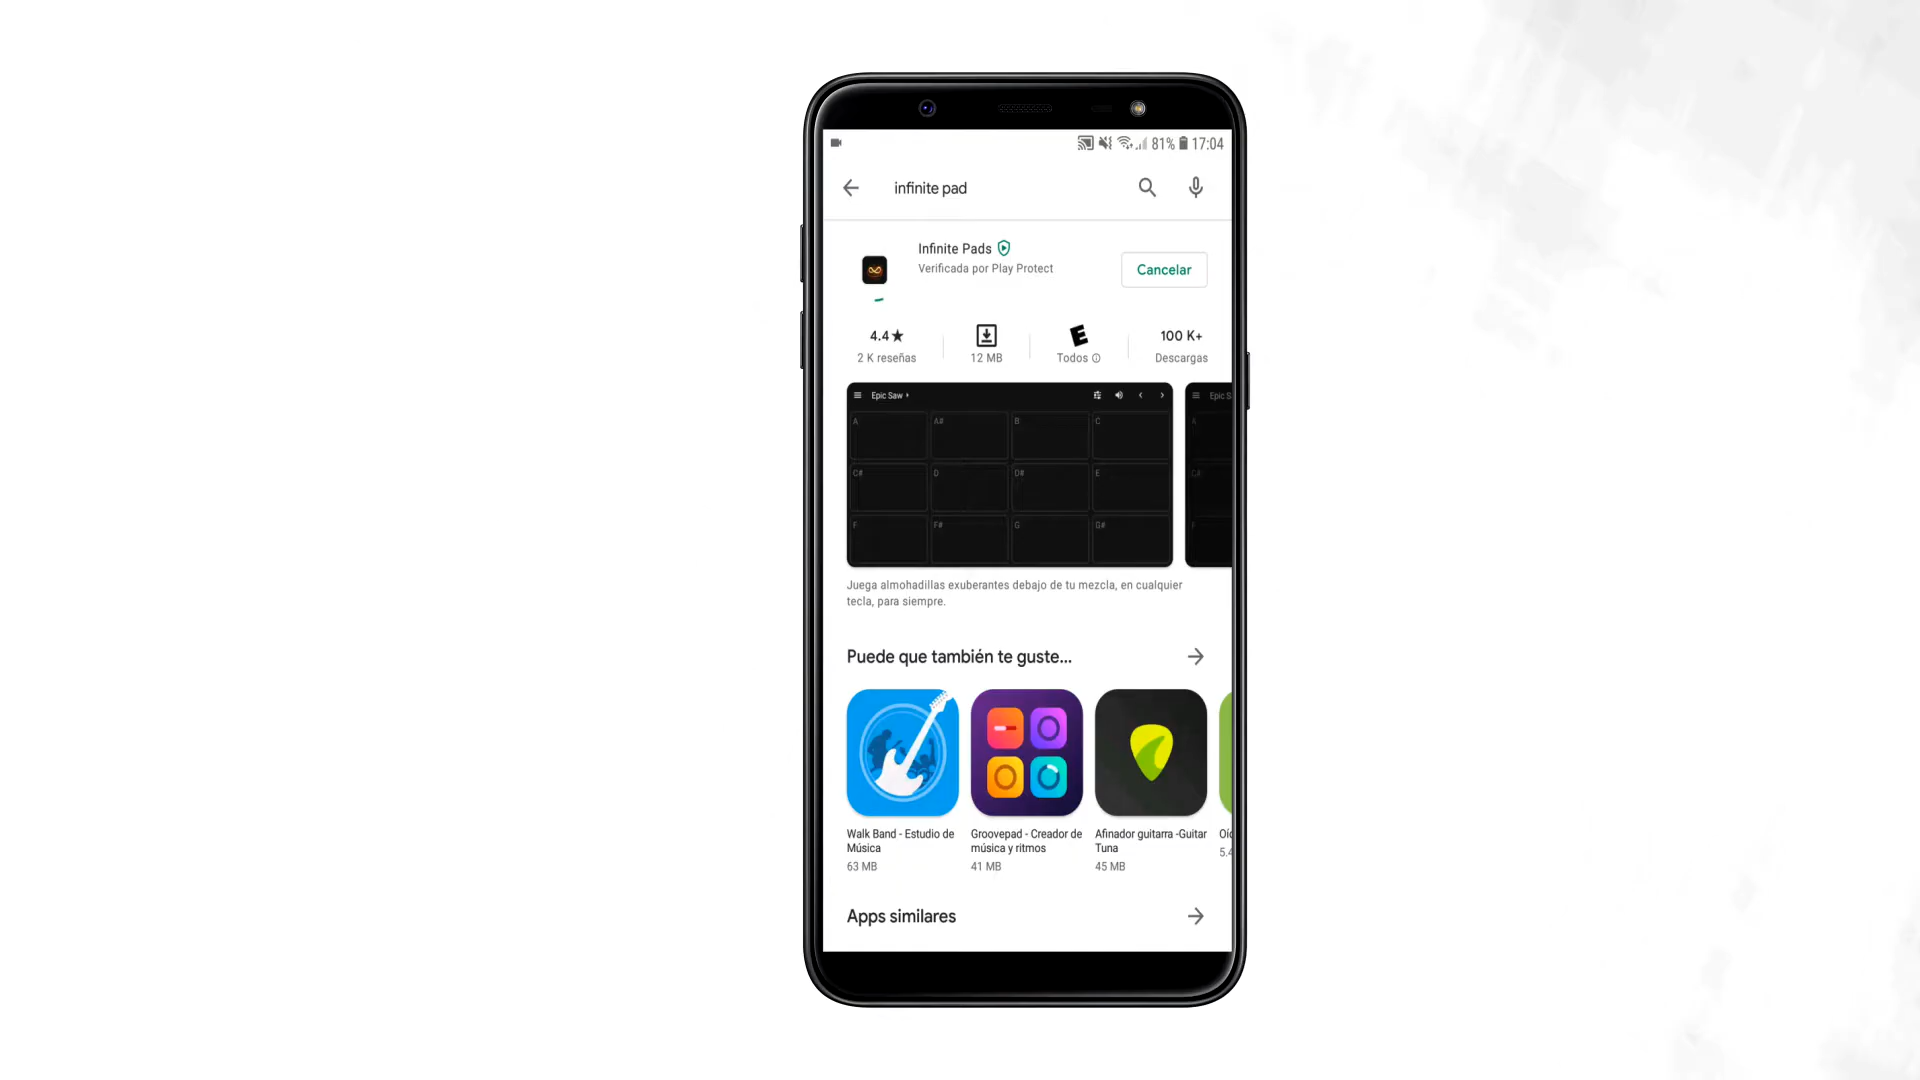 81% 17:04
infinite pad
Infinite Pads
Verificada por Play Protect
Cancelar
4.4★
2 K reseñas
12 MB
E
Todos
100 K+
Descargas
Epic Saw
Epic S
A A# B C
C# D D# E
F F# G G#
A
C#
F
Juega almohadillas exuberantes debajo de tu mezcla, en cualquier
tecla, para siempre.
Puede que también te guste...
Walk Band - Estudio de
Música
63 MB
Groovepad - Creador de
música y ritmos
41 MB
Afinador guitarra -Guitar
Tuna
45 MB
5.4
Apps similares